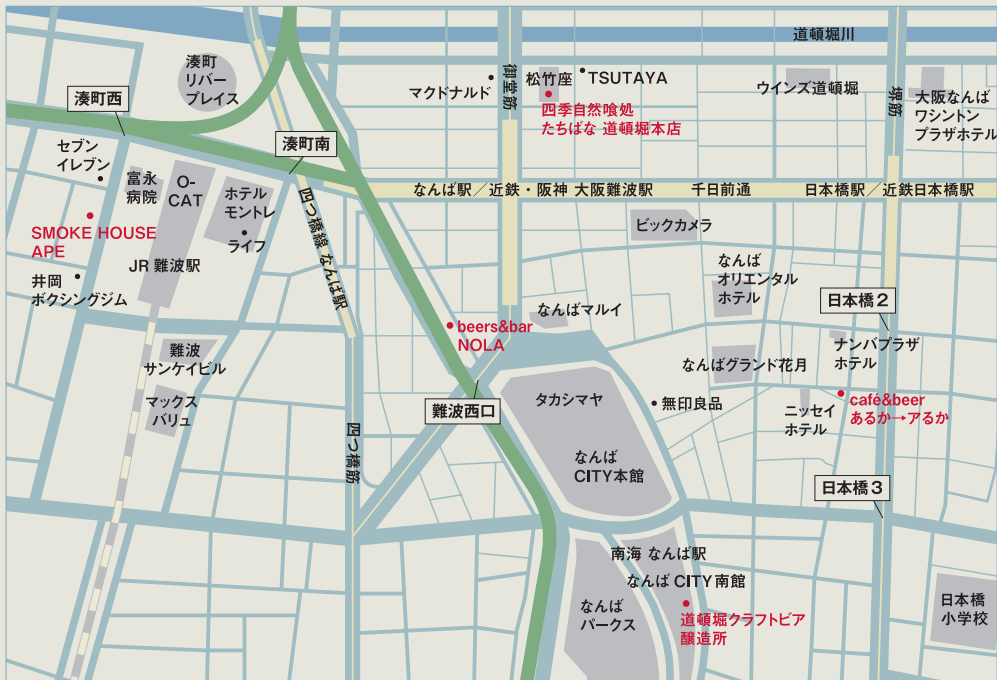 道頓堀川
湊町
リバー
プレイス
湊町西
御堂筋
松竹座
TSUTAYA
マクドナルド
四季自然喰処
たちばな 道頓堀本店
ウインズ道頓堀
堺筋
大阪なんば
ワシントン
プラザホテル
湊町南
セブン
イレブン
富永
病院
O-
CAT
ホテル
モントレ
ライフ
四つ橋線 なんば駅
なんば駅／近鉄・阪神 大阪難波駅
千日前通
日本橋駅／近鉄日本橋駅
SMOKE HOUSE
APE
JR 難波駅
井岡
ボクシングジム
ビックカメラ
なんば
オリエンタル
ホテル
日本橋2
なんばマルイ
beers&bar
NOLA
ナンバプラザ
ホテル
難波
サンケイビル
なんばグランド花月
マックス
バリュ
難波西口
タカシマヤ
無印良品
ニッセイ
ホテル
café&beer
あるか→アるか
四つ橋筋
なんば
CITY本館
日本橋3
南海 なんば駅
なんば CITY 南館
なんば
パークス
道頓堀クラフトビア
醸造所
日本橋
小学校